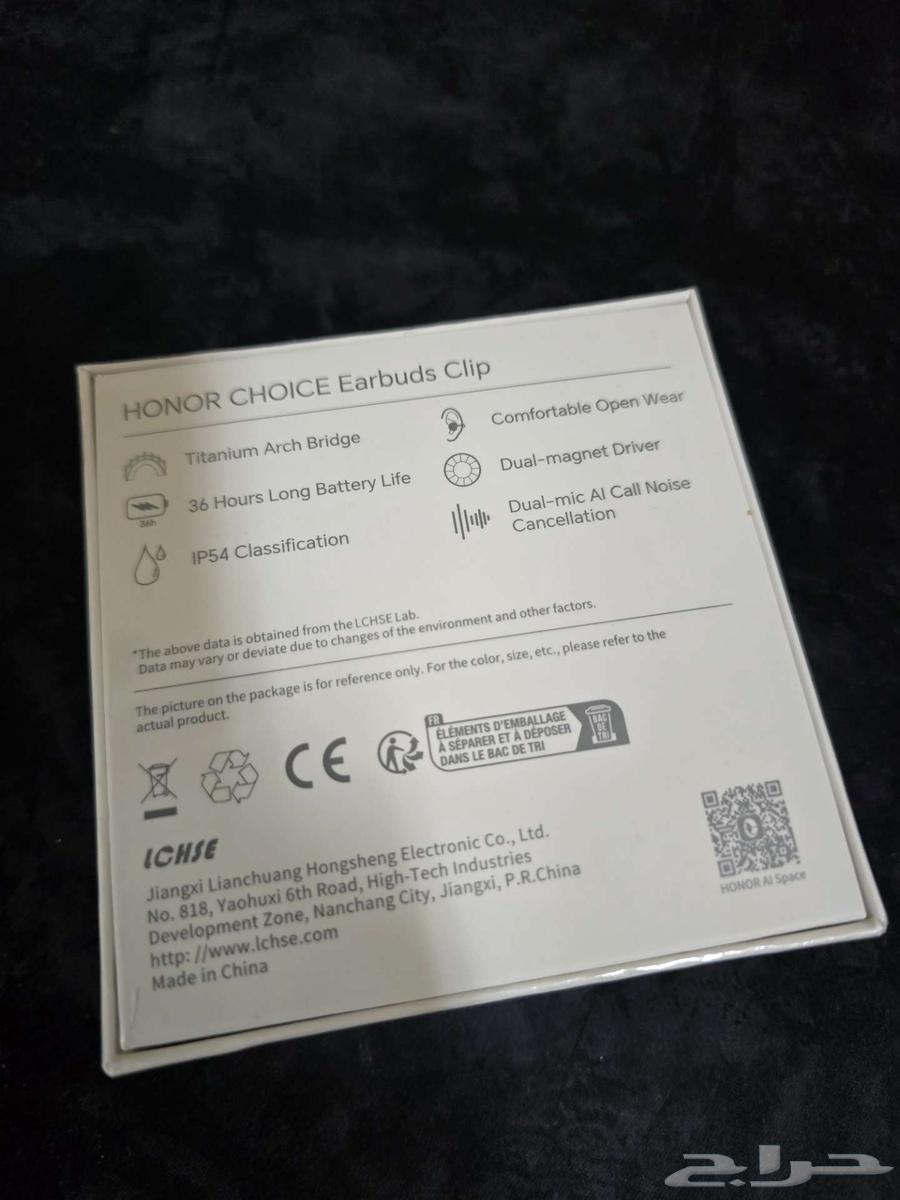 HONOR CHOICE Earbuds Clip
Titanium Arch Bridge
Comfortable Open Wear
36h
36 Hours Long Battery Life
Dual-magnet Driver
IP54 Classification
Dual-mic AI Call Noise
Cancellation
*The above data is obtained from the LCHSE Lab.
Data may vary or deviate due to changes of the environment and other factors.
The picture on the package is for reference only. For the color, size, etc., please refer to the
actual product.
CE
FR
ÉLÉMENTS D'EMBALLAGE
À SÉPARER ET À DÉPOSER
DANS LE BAC DE TRI
BAC
DE
TRI
LCHSE
Jiangxi Lianchuang Hongsheng Electronic Co., Ltd.
No. 818, Yaohuxi 6th Road, High-Tech Industries
Development Zone, Nanchang City, Jiangxi, P.R.China
http: //www.lchse.com
Made in China
HONOR AI Space
حراج